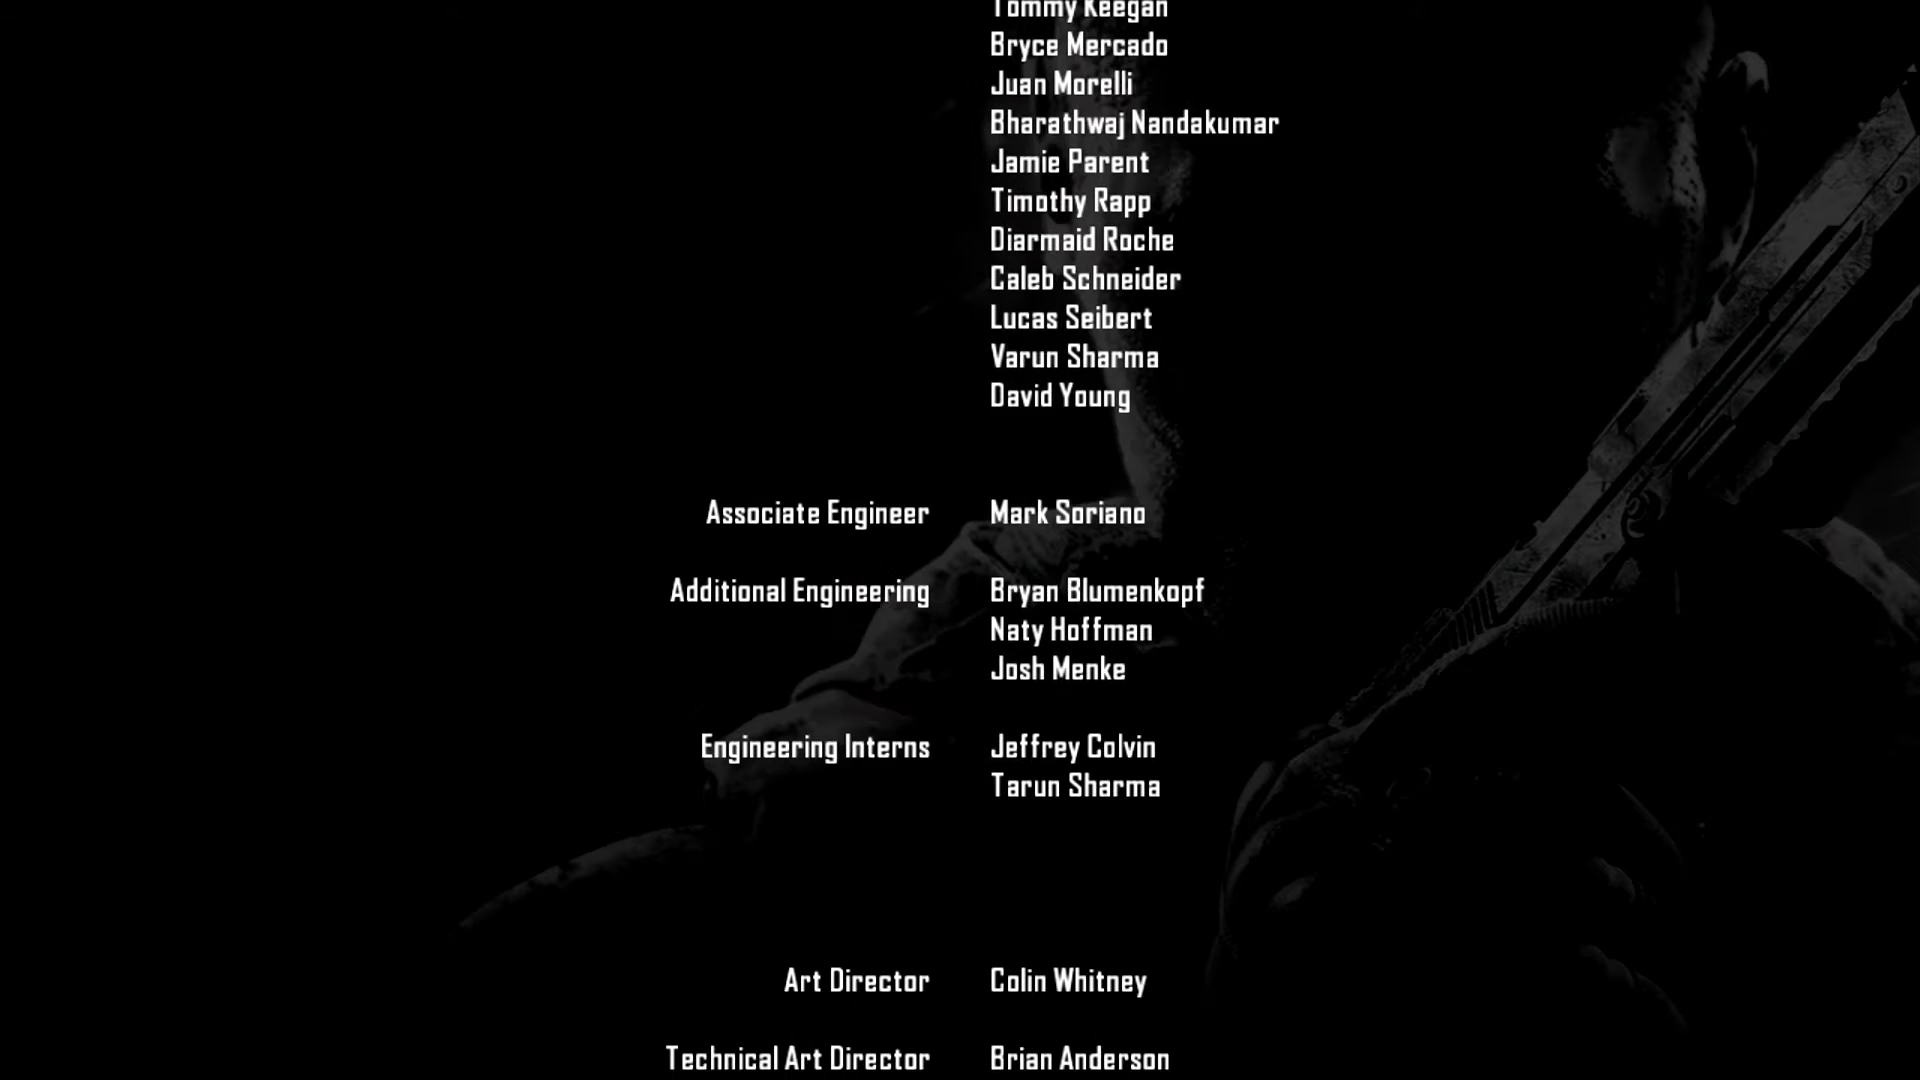 Tommy Keegan
Bryce Mercado
Juan Morelli
Bharathwaj Nandakumar
Jamie Parent
Timothy Rapp
Diarmaid Roche
Caleb Schneider
Lucas Seibert
Varun Sharma
David Young
Associate Engineer Mark Soriano
Additional Engineering Bryan Blumenkopf
Naty Hoffman
Josh Menke
Engineering Interns Jeffrey Colvin
Tarun Sharma
Art Director Colin Whitney
Technical Art Director Brian Anderson